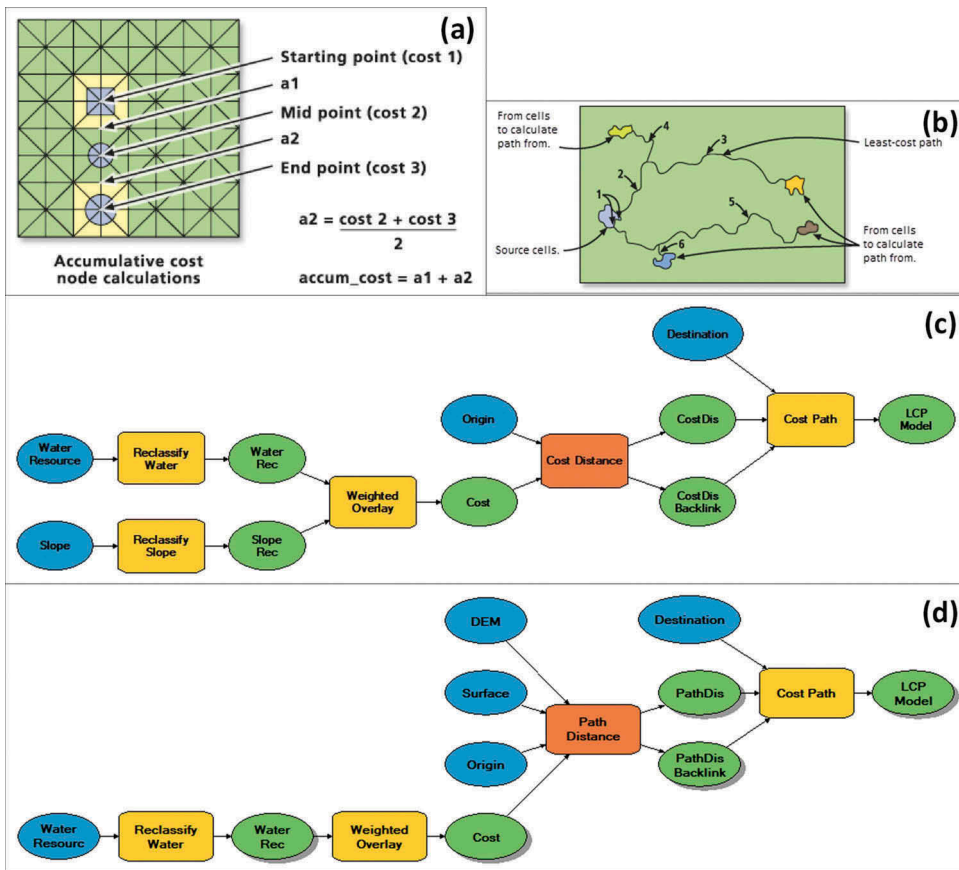 (a)
Starting point (cost 1)
a1
Mid point (cost 2)
a2
End point (cost 3)
a2 = cost 2 + cost 3
2
accum_cost = a1 + a2
Accumulative cost
node calculations
(b)
From cells
to calculate
path from.
4
3
Least-cost path
2
1
5
Source cells.
6
From cells
to calculate
path from.
(c)
Destination
Origin
CostDis
Cost Path
LCP
Model
Water
Resource
Reclassify
Water
Water
Rec
Cost Distance
Weighted
Overlay
Cost
CostDis
Backlink
Slope
Reclassify
Slope
Slope
Rec
(d)
DEM
Destination
Surface
PathDis
Cost Path
LCP
Model
Path
Distance
Origin
PathDis
Backlink
Water
Resourc
Reclassify
Water
Water
Rec
Weighted
Overlay
Cost